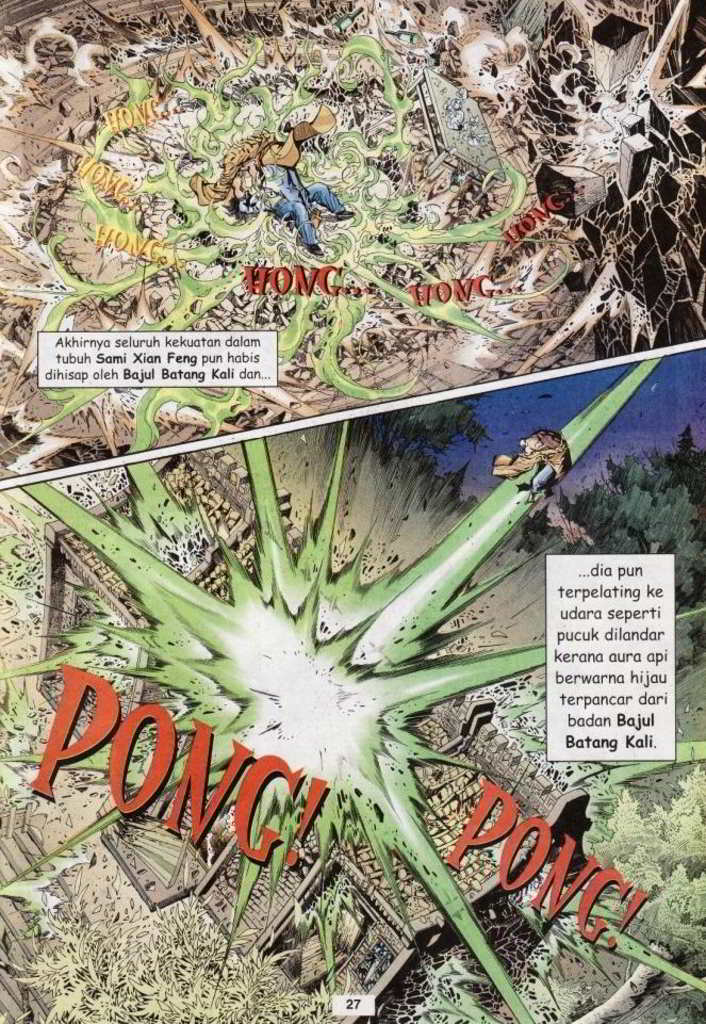 HONG...
HONG...
HONG...
HONG...
HONG...
HONG...
Akhirnya seluruh kekuatan dalam
tubuh Sami Xian Feng pun habis
dihisap oleh Bajul Batang Kali dan...
...dia pun
terpelating ke
udara seperti
pucuk dilandar
kerana aura api
berwarna hijau
terpancar dari
badan Bajul
Batang Kali.
PONG!
PONG!
27